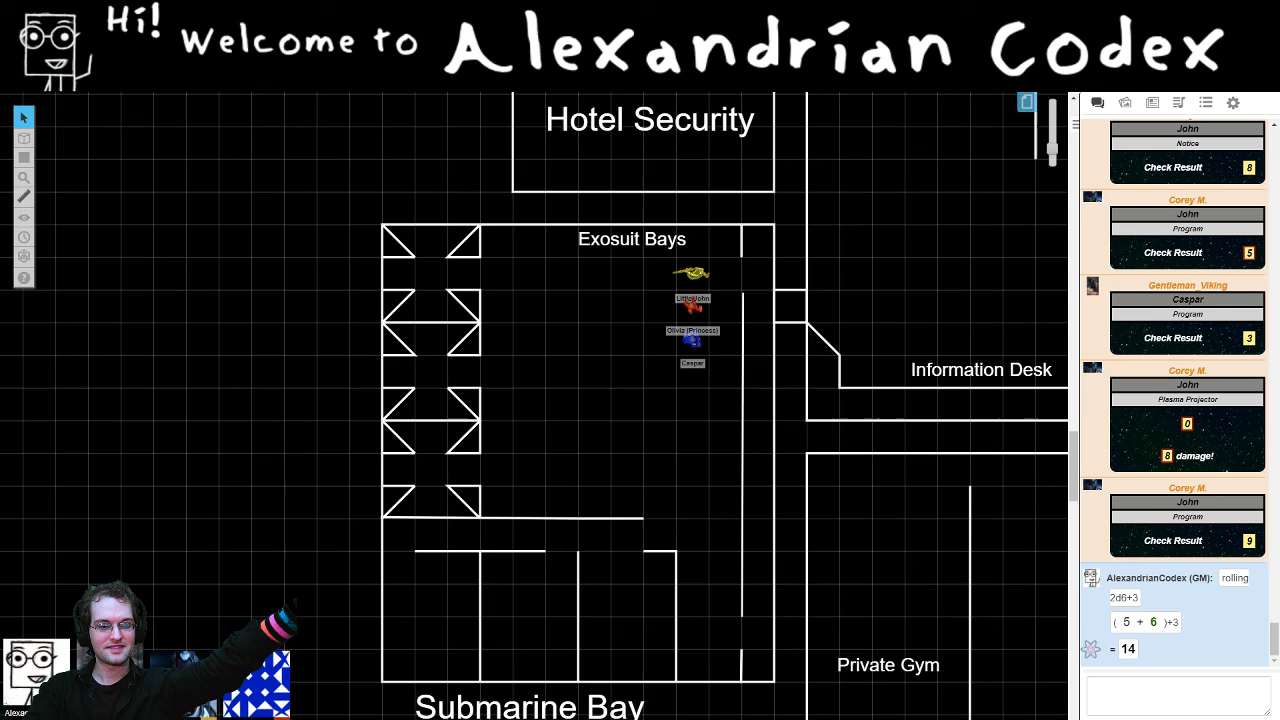 Hi! Welcome to Alexandrian Codex
Hotel Security
Exosuit Bays
Little John
Olivia (Princess)
Caspar
Information Desk
Private Gym
Submarine Bay
John
Notice
Check Result 8
Corey M.
John
Program
Check Result 5
Gentleman_Viking
Caspar
Program
Check Result 3
Corey M.
John
Plasma Projector
0
8 damage!
Corey M.
John
Program
Check Result 9
AlexandrianCodex (GM): rolling
2d6+3
( 5 + 6 )+3
= 14